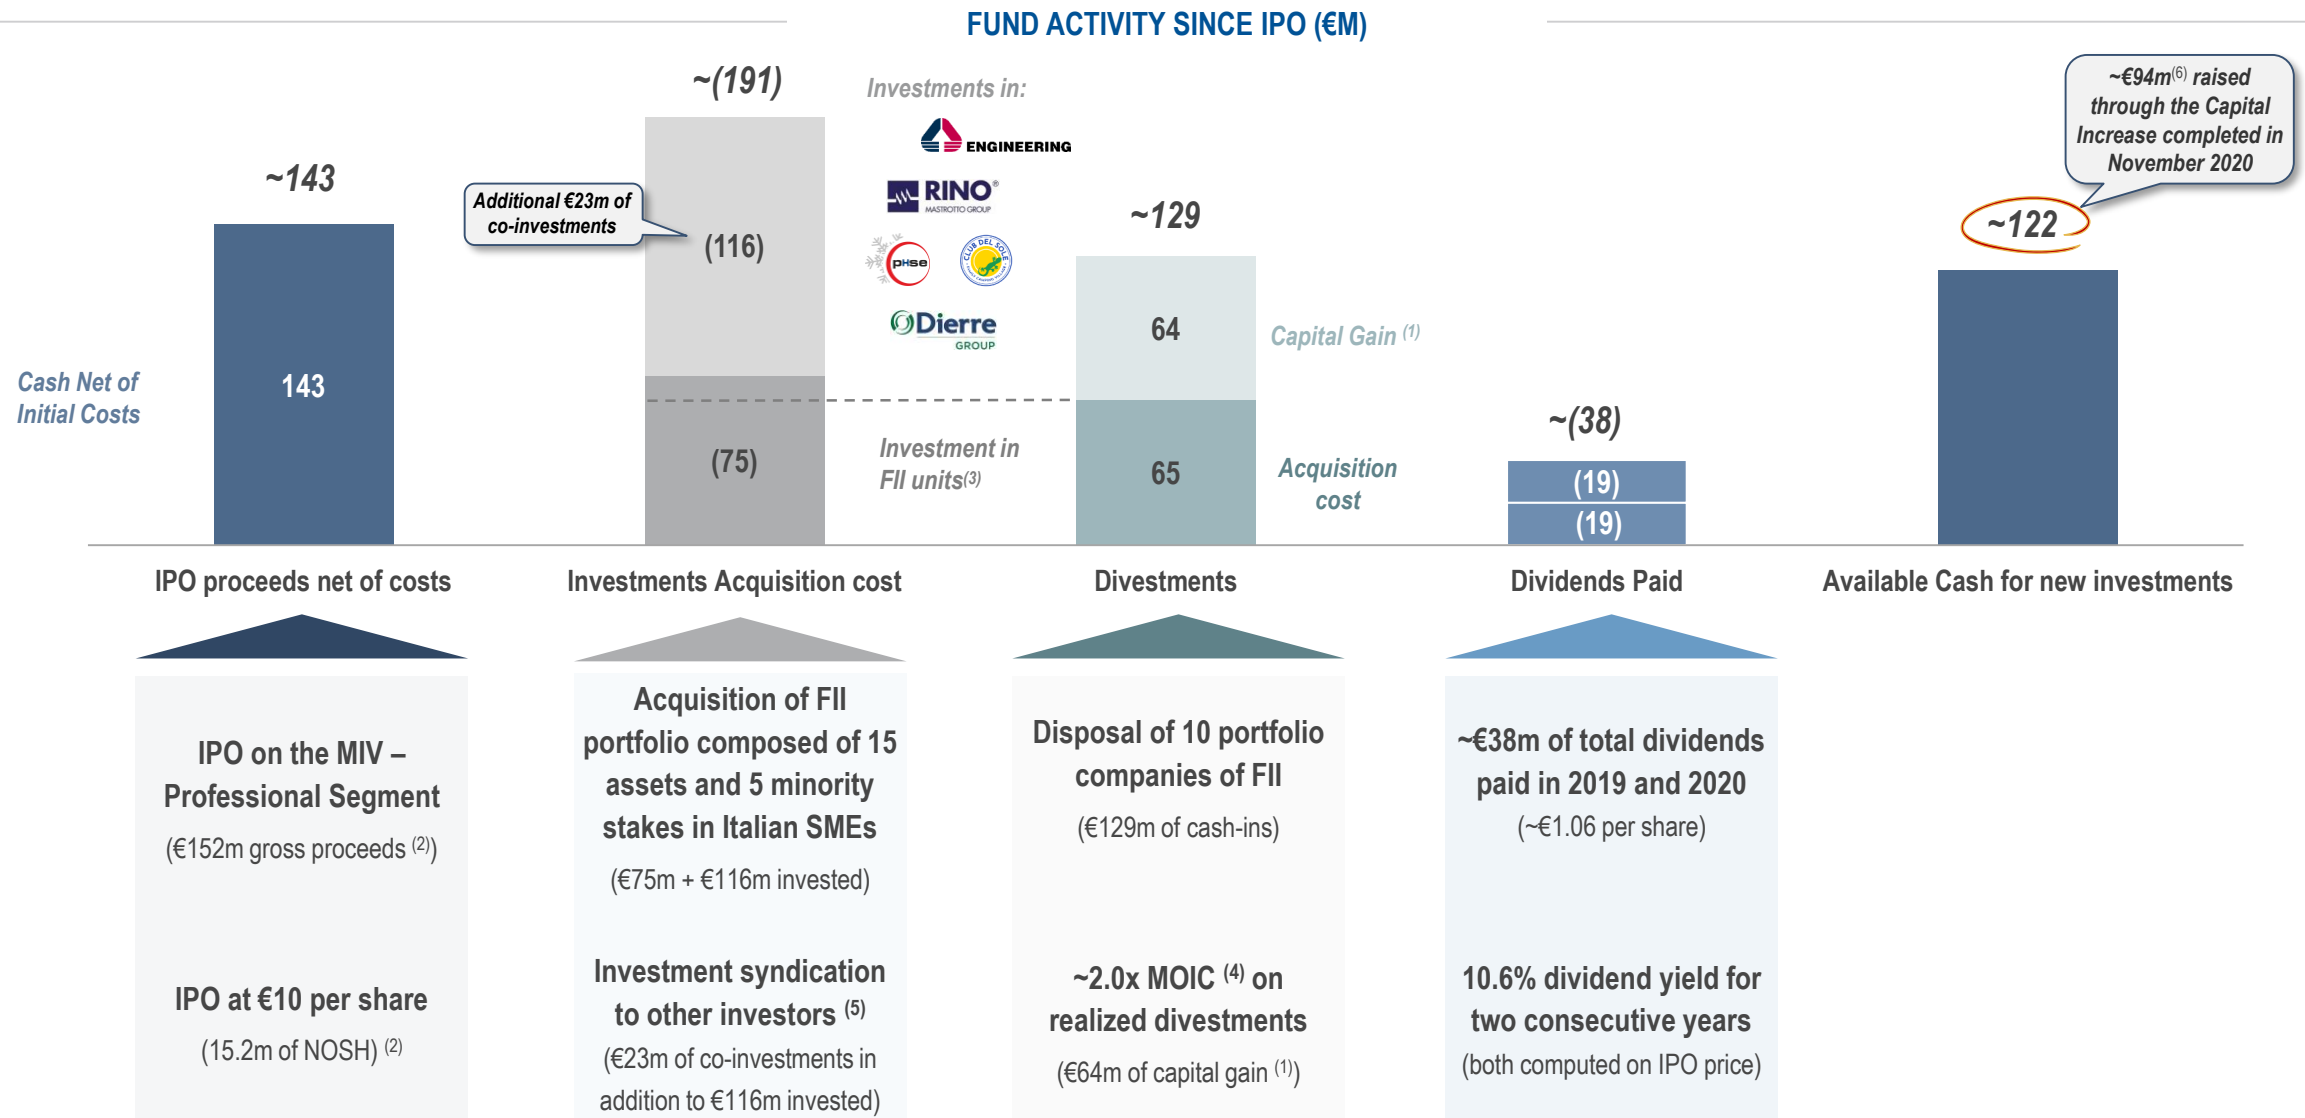 FUND ACTIVITY SINCE IPO (€M)
~143
143
Cash Net of
Initial Costs
~(191)
Additional €23m of
co-investments
(116)
(75)
Investments in:
ENGINEERING
RINO®
MASTROTTO GROUP
pHse
CLUB DEL SOLE
Dierre
GROUP
Investment in
FII units(3)
~129
64
65
Capital Gain (1)
Acquisition
cost
~(38)
(19)
(19)
~€94m(6) raised
through the Capital
Increase completed in
November 2020
~122
IPO proceeds net of costs
Investments Acquisition cost
Divestments
Dividends Paid
Available Cash for new investments
IPO on the MIV –
Professional Segment
(€152m gross proceeds (2))
IPO at €10 per share
(15.2m of NOSH) (2)
Acquisition of FII
portfolio composed of 15
assets and 5 minority
stakes in Italian SMEs
(€75m + €116m invested)
Investment syndication
to other investors (5)
(€23m of co-investments in
addition to €116m invested)
Disposal of 10 portfolio
companies of FII
(€129m of cash-ins)
~2.0x MOIC (4) on
realized divestments
(€64m of capital gain (1))
~€38m of total dividends
paid in 2019 and 2020
(~€1.06 per share)
10.6% dividend yield for
two consecutive years
(both computed on IPO price)